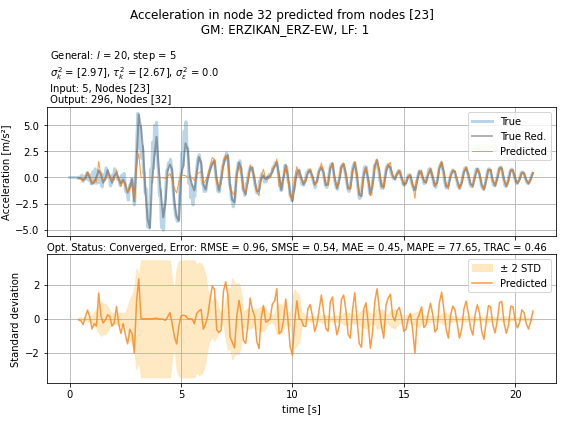 Acceleration in node 32 predicted from nodes [23]
GM: ERZIKAN_ERZ-EW, LF: 1
General: l = 20, step = 5
σ²ₖ = [2.97], τ²ₖ = [2.67], σ²ε = 0.0
Input: 5, Nodes [23]
Output: 296, Nodes [32]
Acceleration [m/s²]
5.0
2.5
0.0
−2.5
−5.0
True
True Red.
Predicted
Opt. Status: Converged, Error: RMSE = 0.96, SMSE = 0.54, MAE = 0.45, MAPE = 77.65, TRAC = 0.46
Standard deviation
2
0
−2
± 2 STD
Predicted
0
5
10
15
20
time [s]